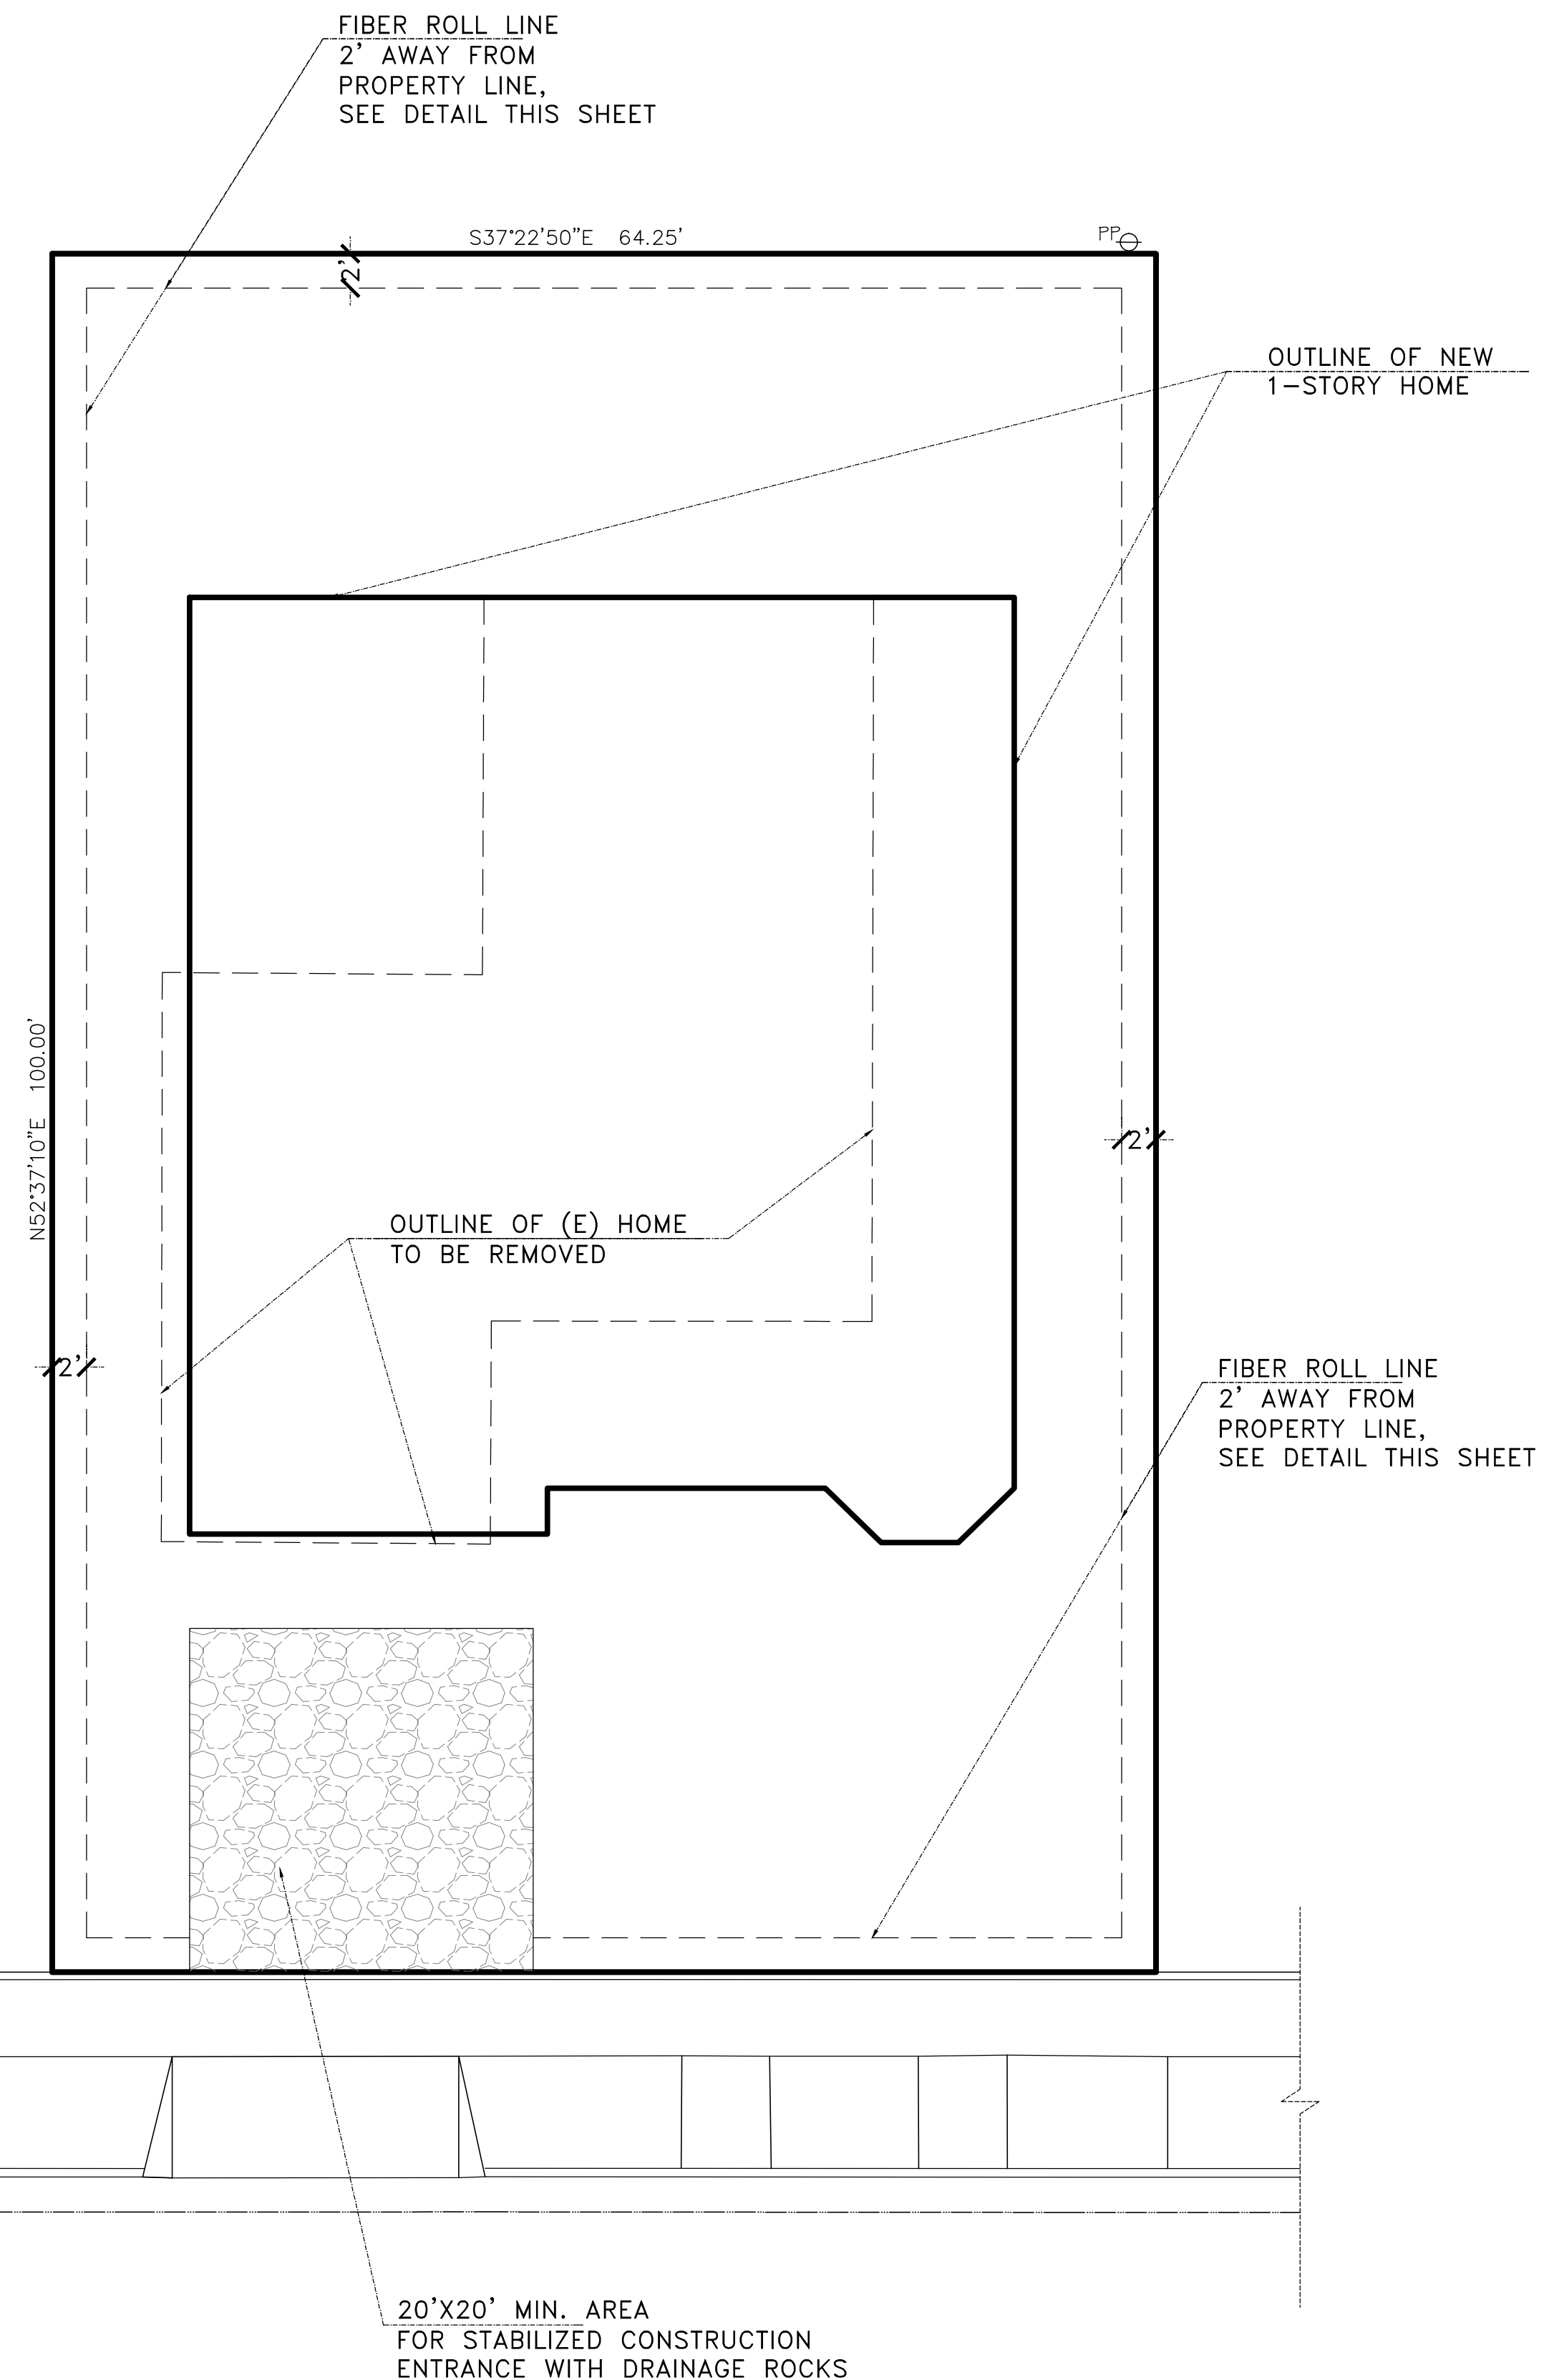 FIBER ROLL LINE
2' AWAY FROM
PROPERTY LINE,
SEE DETAIL THIS SHEET
S37°22'50"E 64.25'
PP
2'
OUTLINE OF NEW
1-STORY HOME
N52°37'10"E 100.00'
2'
OUTLINE OF (E) HOME
TO BE REMOVED
2'
FIBER ROLL LINE
2' AWAY FROM
PROPERTY LINE,
SEE DETAIL THIS SHEET
20'X20' MIN. AREA
FOR STABILIZED CONSTRUCTION
ENTRANCE WITH DRAINAGE ROCKS